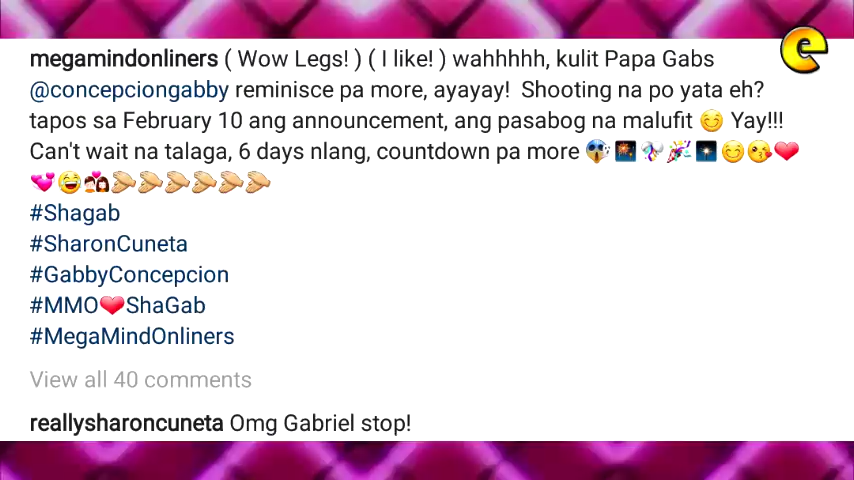 e
megamindonliners ( Wow Legs! ) ( I like! ) wahhhhh, kulit Papa Gabs
@concepciongabby reminisce pa more, ayayay! Shooting na po yata eh?
tapos sa February 10 ang announcement, ang pasabog na malufit 😊 Yay!!!
Can't wait na talaga, 6 days nlang, countdown pa more 😱🎆🎊🎉🎇😊😘❤
💕😂💑👏👏👏👏👏👏
#Shagab
#SharonCuneta
#GabbyConcepcion
#MMO❤ShaGab
#MegaMindOnliners
View all 40 comments
reallysharoncuneta Omg Gabriel stop!